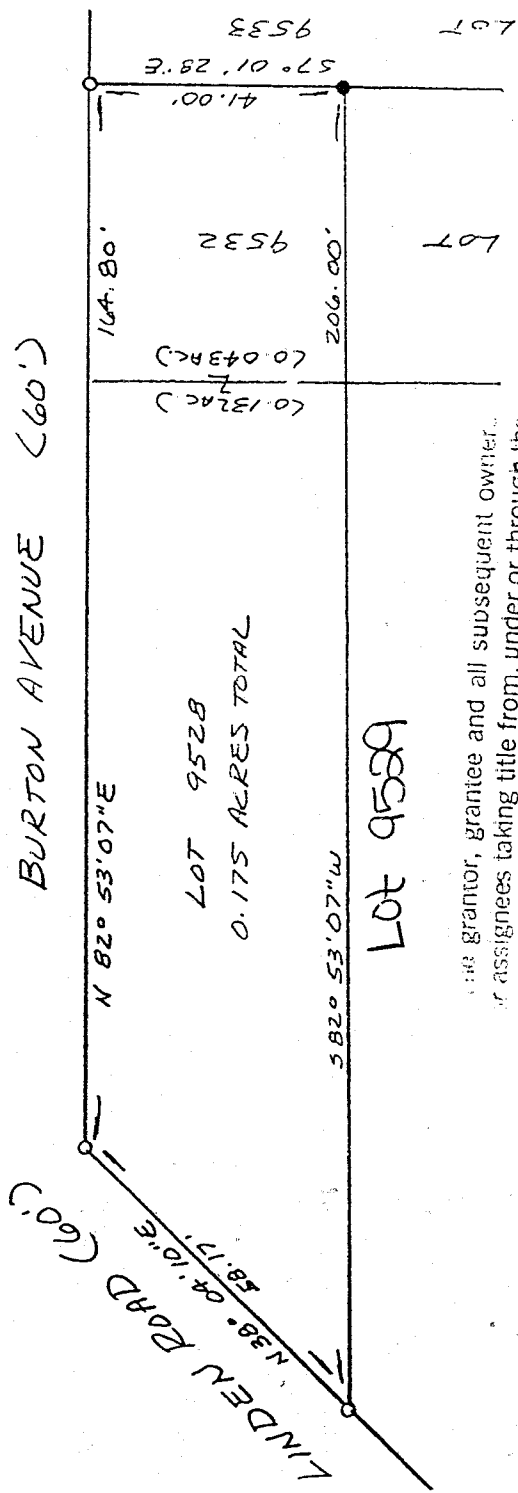 BURTON AVENUE (60')
LINDEN ROAD (60')
N 38° 04' 10"E
58.17'
N 82° 53'07"E
164.80'
LOT 9528
0.175 ACRES TOTAL
(0.132AC)
(0.043AC)
LOT 9532
41.00'
S7° 01' 28"E
LOT 9533
S82° 53'07"W
206.00'
Lot 9529
grantor, grantee and all subsequent owner
assignees taking title from, under or through the